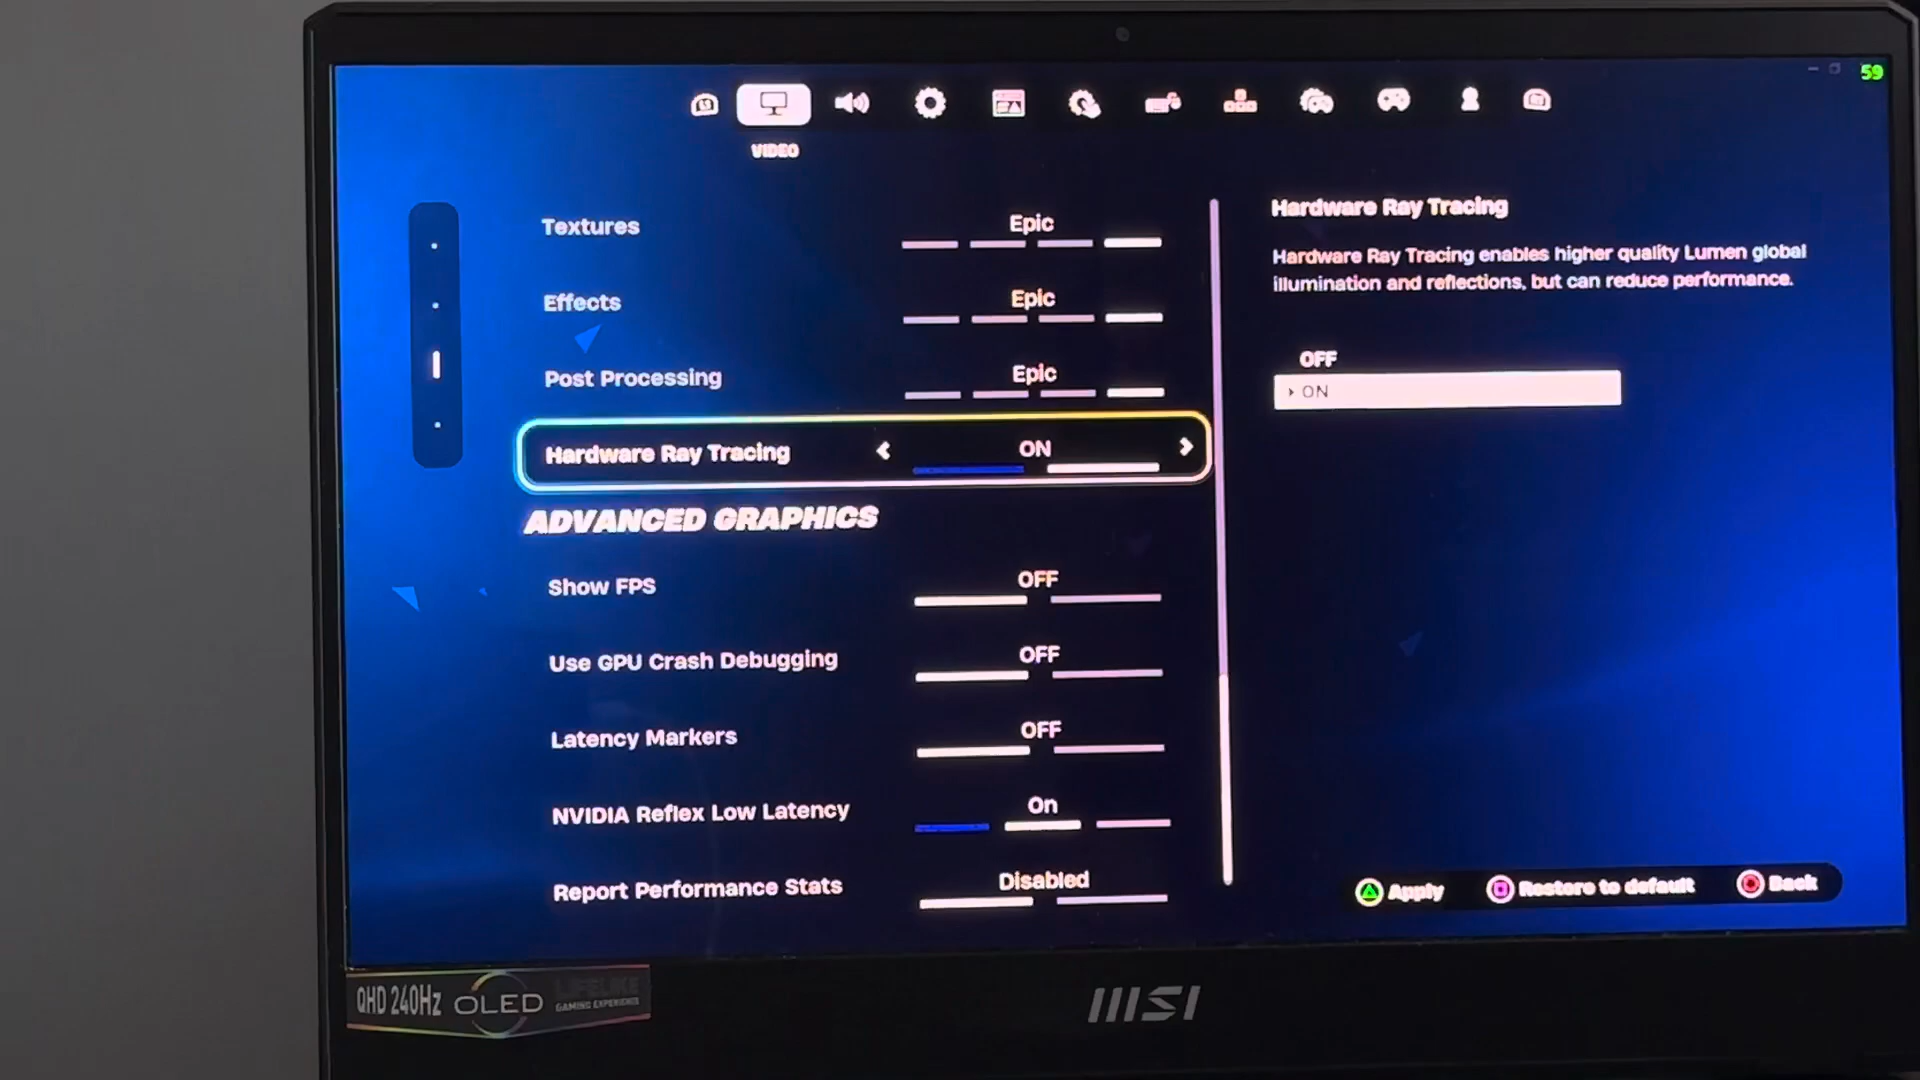 59
VIDEO
Textures
Epic
Effects
Epic
Post Processing
Epic
Hardware Ray Tracing
ON
ADVANCED GRAPHICS
Show FPS
OFF
Use GPU Crash Debugging
OFF
Latency Markers
OFF
NVIDIA Reflex Low Latency
On
Report Performance Stats
Disabled
Hardware Ray Tracing
Hardware Ray Tracing enables higher quality Lumen global
illumination and reflections, but can reduce performance.
OFF
ON
Apply
Restore to default
Back
QHD 240Hz OLED
LIFELIKE
GAMING EXPERIENCE
msi